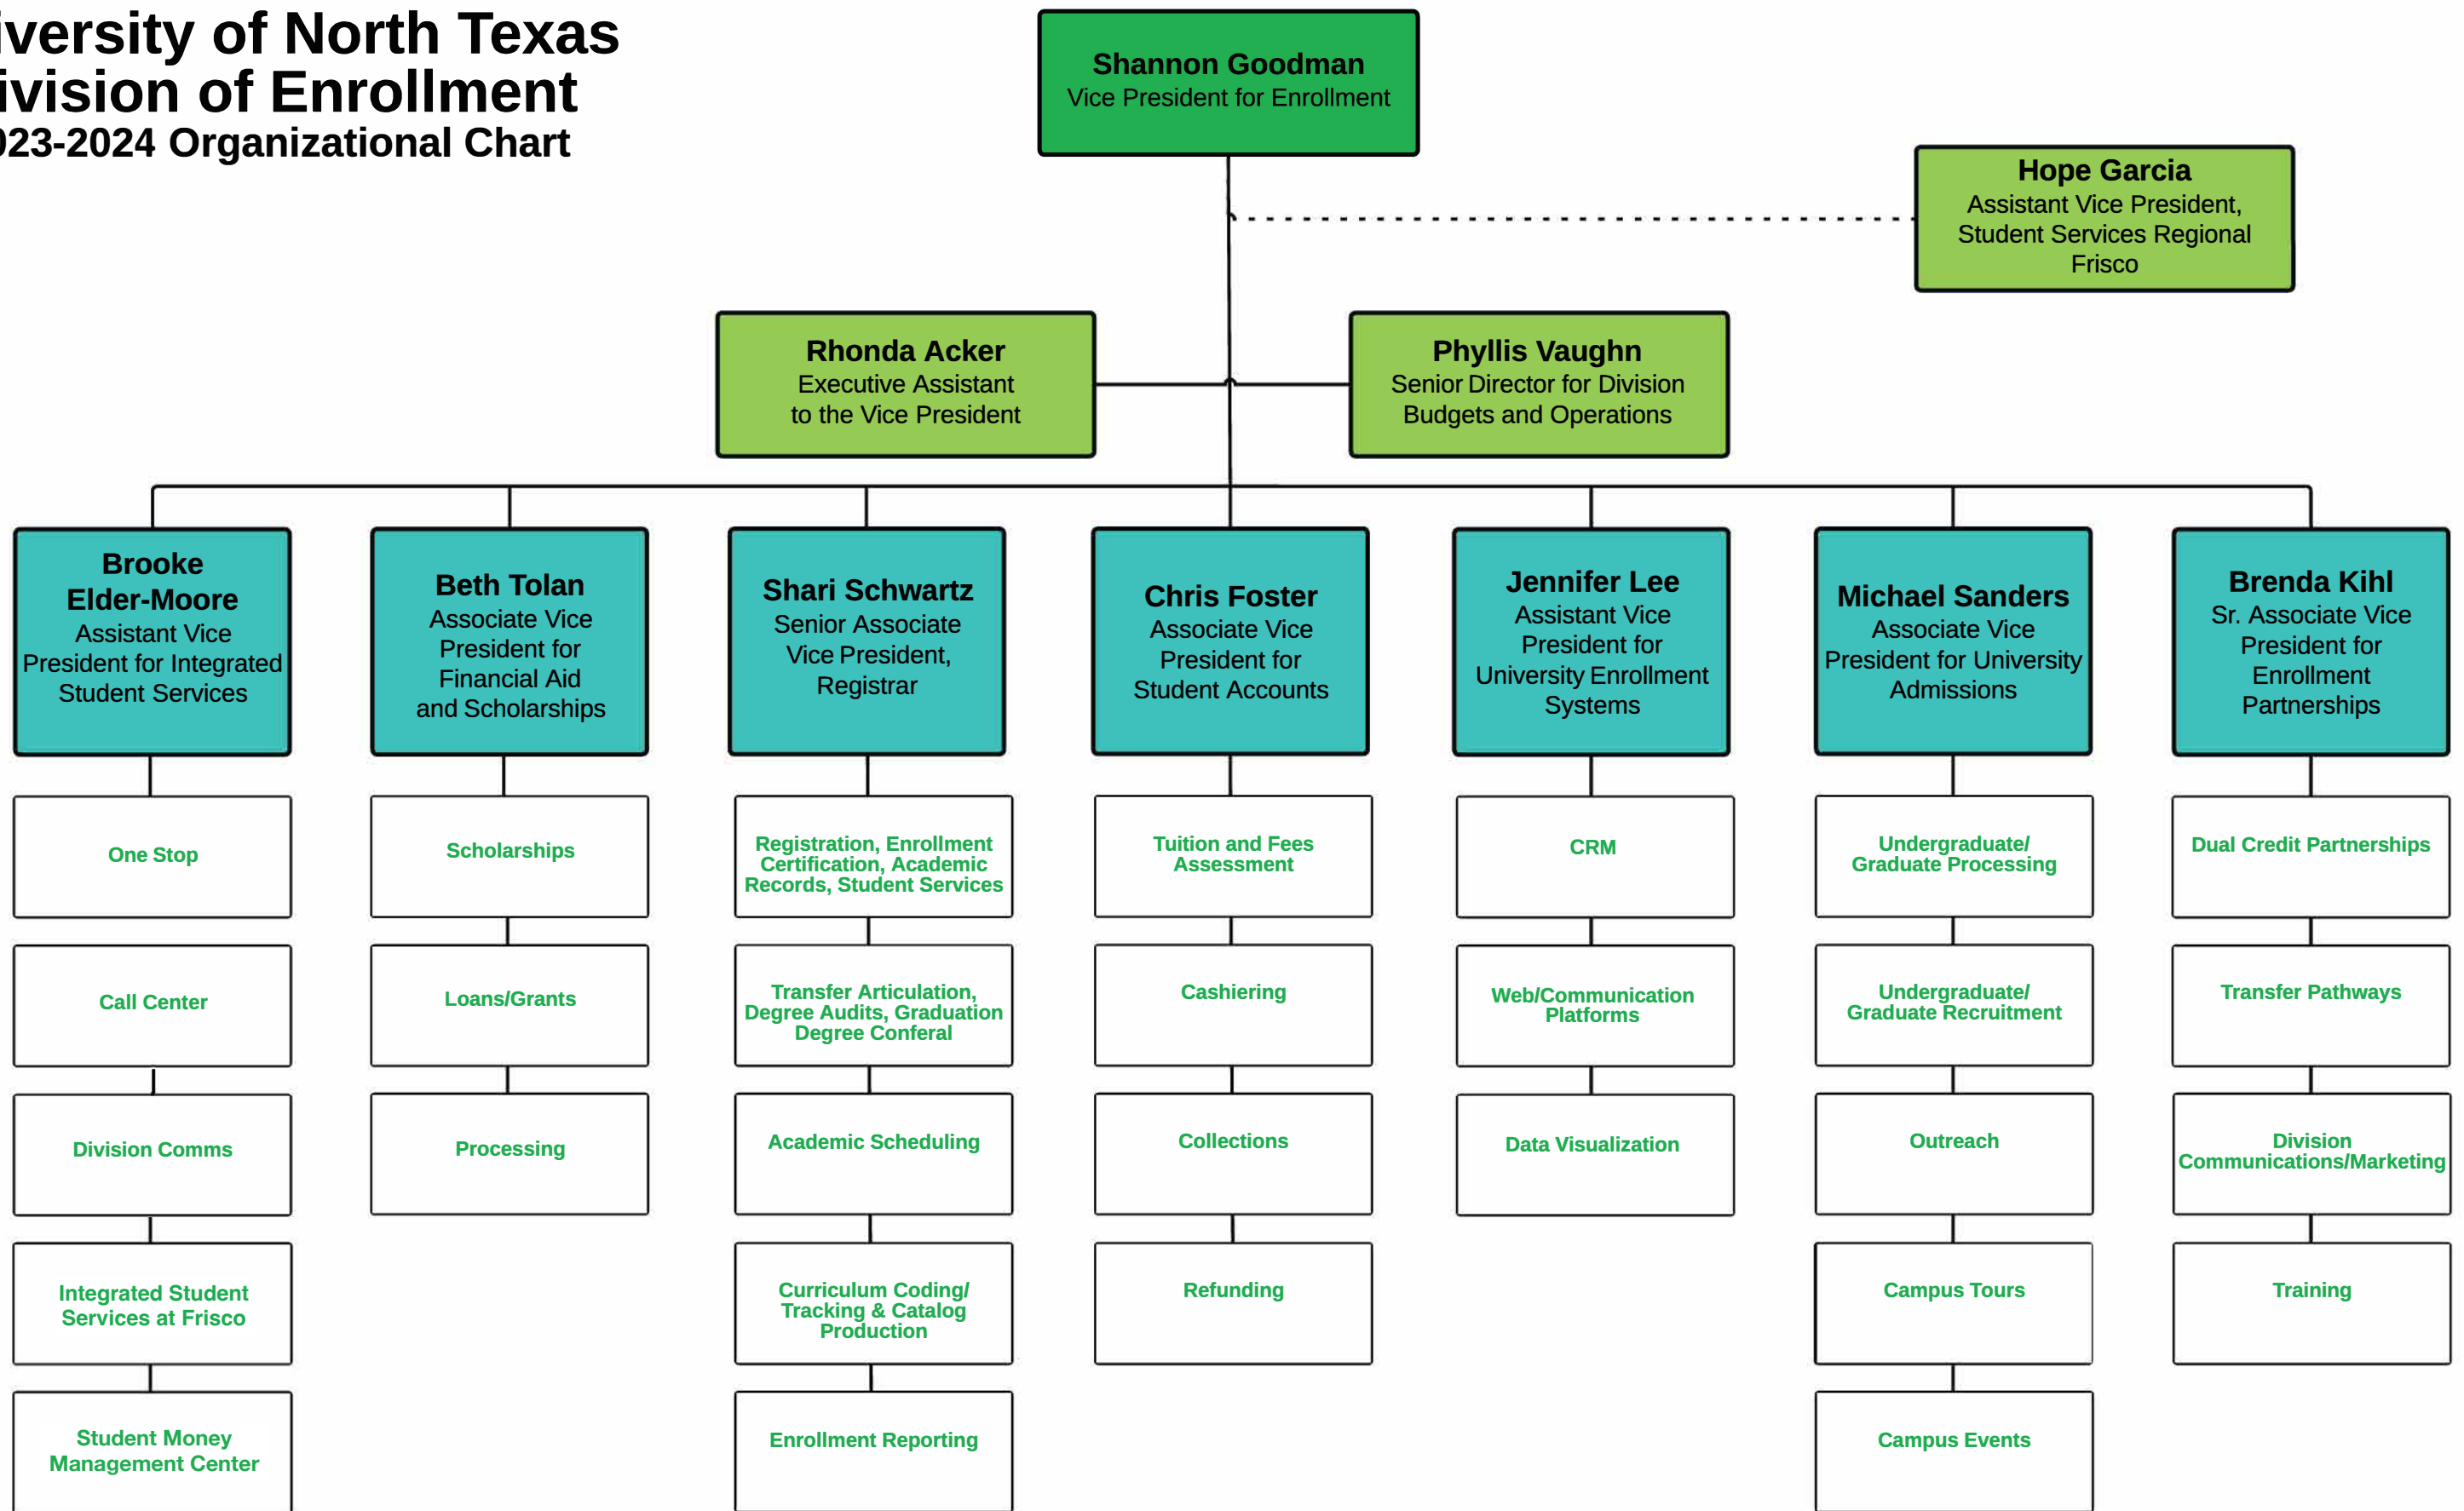 iversity of North Texas
ivision of Enrollment
023-2024 Organizational Chart
Shannon Goodman
Vice President for Enrollment
Hope Garcia
Assistant Vice President,
Student Services Regional
Frisco
Rhonda Acker
Executive Assistant
to the Vice President
Phyllis Vaughn
Senior Director for Division
Budgets and Operations
Brooke
Elder-Moore
Assistant Vice
President for Integrated
Student Services
Beth Tolan
Associate Vice
President for
Financial Aid
and Scholarships
Shari Schwartz
Senior Associate
Vice President,
Registrar
Chris Foster
Associate Vice
President for
Student Accounts
Jennifer Lee
Assistant Vice
President for
University Enrollment
Systems
Michael Sanders
Associate Vice
President for University
Admissions
Brenda Kihl
Sr. Associate Vice
President for
Enrollment
Partnerships
One Stop
Call Center
Division Comms
Integrated Student
Services at Frisco
Student Money
Management Center
Scholarships
Loans/Grants
Processing
Registration, Enrollment
Certification, Academic
Records, Student Services
Transfer Articulation,
Degree Audits, Graduation
Degree Conferal
Academic Scheduling
Curriculum Coding/
Tracking & Catalog
Production
Enrollment Reporting
Tuition and Fees
Assessment
Cashiering
Collections
Refunding
CRM
Web/Communication
Platforms
Data Visualization
Undergraduate/
Graduate Processing
Undergraduate/
Graduate Recruitment
Outreach
Campus Tours
Campus Events
Dual Credit Partnerships
Transfer Pathways
Division
Communications/Marketing
Training